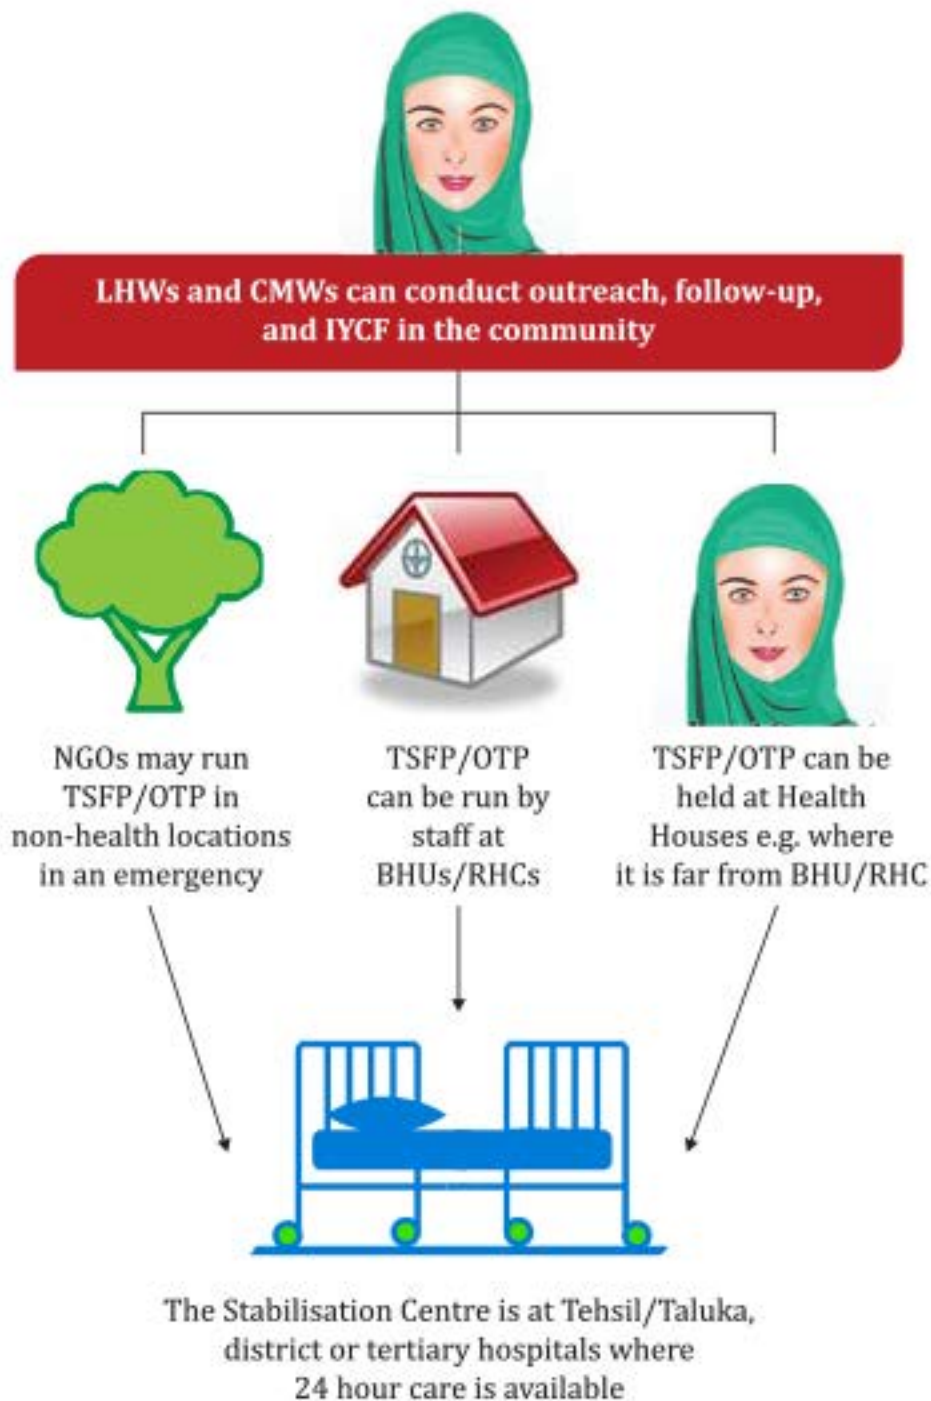 LHWs and CMWs can conduct outreach, follow-up,
and IYCF in the community
NGOs may run
TSFP/OTP in
non-health locations
in an emergency
TSFP/OTP
can be run by
staff at
BHUs/RHCs
TSFP/OTP can be
held at Health
Houses e.g. where
it is far from BHU/RHC
The Stabilisation Centre is at Tehsil/Taluka,
district or tertiary hospitals where
24 hour care is available